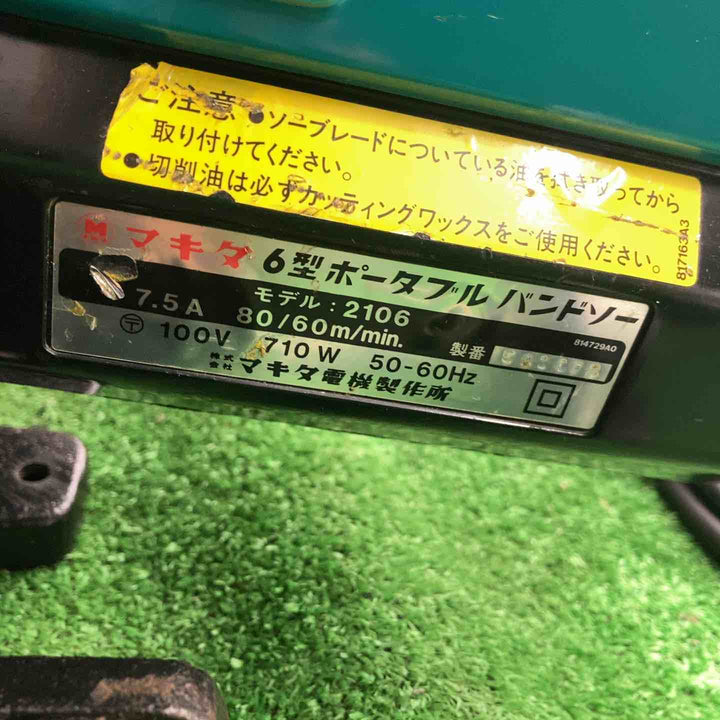 ご注意 ●ソーブレードについている油を拭き取ってから
取り付けてください。
●切削油は必ずカッティングワックスをご使用ください。
817163A3
M マキタ 6型ポータブル バンドソー
モデル:2106
7.5A 80/60m/min.
〒 100V 710W 50-60Hz
製番
814729A0
株式会社 マキタ電機製作所